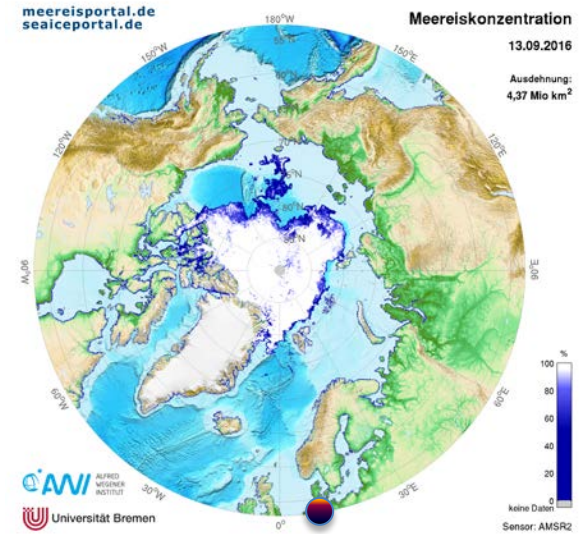 meereisportal.de
seaiceportal.de
Meereiskonzentration
13.09.2016
Ausdehnung:
4,37 Mio km²
180°W
150°W
150°E
120°W
120°E
90°W
90°E
60°W
60°E
30°W
30°E
0°
80°N
%
100
80
60
40
20
0
keine Daten
Sensor: AMSR2
AWI
ALFRED
WEGENER
INSTITUT
Universität Bremen